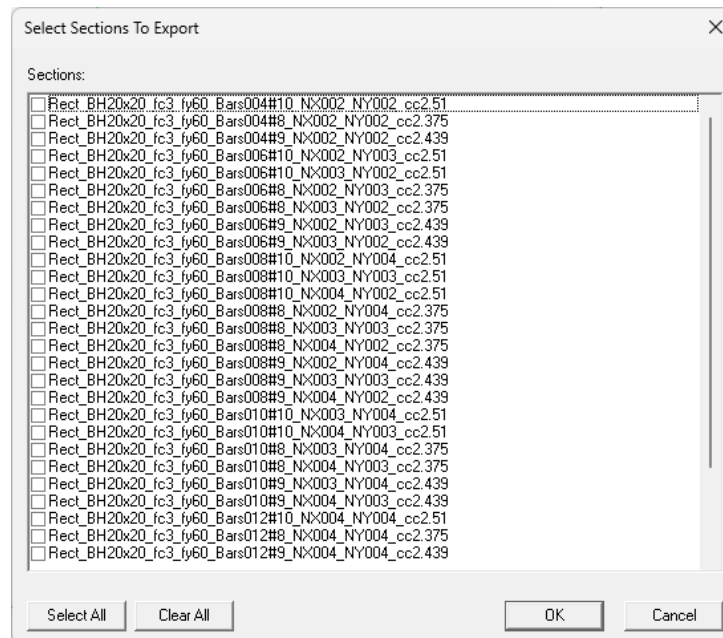 Select Sections To Export
Sections:
Rect_BH20x20_fc3_fy60_Bars004#10_NX002_NY002_cc2.51
Rect_BH20x20_fc3_fy60_Bars004#8_NX002_NY002_cc2.375
Rect_BH20x20_fc3_fy60_Bars004#9_NX002_NY002_cc2.439
Rect_BH20x20_fc3_fy60_Bars006#10_NX002_NY003_cc2.51
Rect_BH20x20_fc3_fy60_Bars006#10_NX003_NY002_cc2.51
Rect_BH20x20_fc3_fy60_Bars006#8_NX002_NY003_cc2.375
Rect_BH20x20_fc3_fy60_Bars006#8_NX003_NY002_cc2.375
Rect_BH20x20_fc3_fy60_Bars006#9_NX002_NY003_cc2.439
Rect_BH20x20_fc3_fy60_Bars006#9_NX003_NY002_cc2.439
Rect_BH20x20_fc3_fy60_Bars008#10_NX002_NY004_cc2.51
Rect_BH20x20_fc3_fy60_Bars008#10_NX003_NY003_cc2.51
Rect_BH20x20_fc3_fy60_Bars008#10_NX004_NY002_cc2.51
Rect_BH20x20_fc3_fy60_Bars008#8_NX002_NY004_cc2.375
Rect_BH20x20_fc3_fy60_Bars008#8_NX003_NY003_cc2.375
Rect_BH20x20_fc3_fy60_Bars008#8_NX004_NY002_cc2.375
Rect_BH20x20_fc3_fy60_Bars008#9_NX002_NY004_cc2.439
Rect_BH20x20_fc3_fy60_Bars008#9_NX003_NY003_cc2.439
Rect_BH20x20_fc3_fy60_Bars008#9_NX004_NY002_cc2.439
Rect_BH20x20_fc3_fy60_Bars010#10_NX003_NY004_cc2.51
Rect_BH20x20_fc3_fy60_Bars010#10_NX004_NY003_cc2.51
Rect_BH20x20_fc3_fy60_Bars010#8_NX003_NY004_cc2.375
Rect_BH20x20_fc3_fy60_Bars010#8_NX004_NY003_cc2.375
Rect_BH20x20_fc3_fy60_Bars010#9_NX003_NY004_cc2.439
Rect_BH20x20_fc3_fy60_Bars010#9_NX004_NY003_cc2.439
Rect_BH20x20_fc3_fy60_Bars012#10_NX004_NY004_cc2.51
Rect_BH20x20_fc3_fy60_Bars012#8_NX004_NY004_cc2.375
Rect_BH20x20_fc3_fy60_Bars012#9_NX004_NY004_cc2.439
Select All Clear All OK Cancel